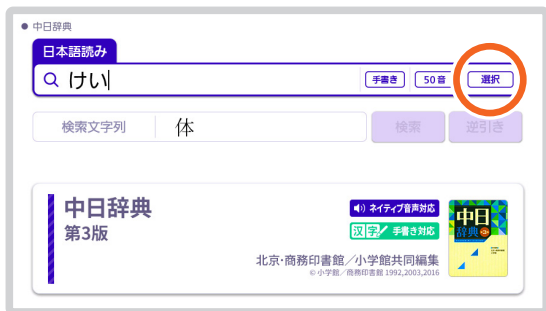 ● 中日辞典
日本語読み
けい 手書き 50音 選択
検索文字列 体 検索 逆引き
中日辞典
第3版
ネイティブ音声対応
汉字 手書き対応
北京・商務印書館/小学館共同編集
©小学館/商務印書館 1992,2003,2016
中日
辞典 第3版